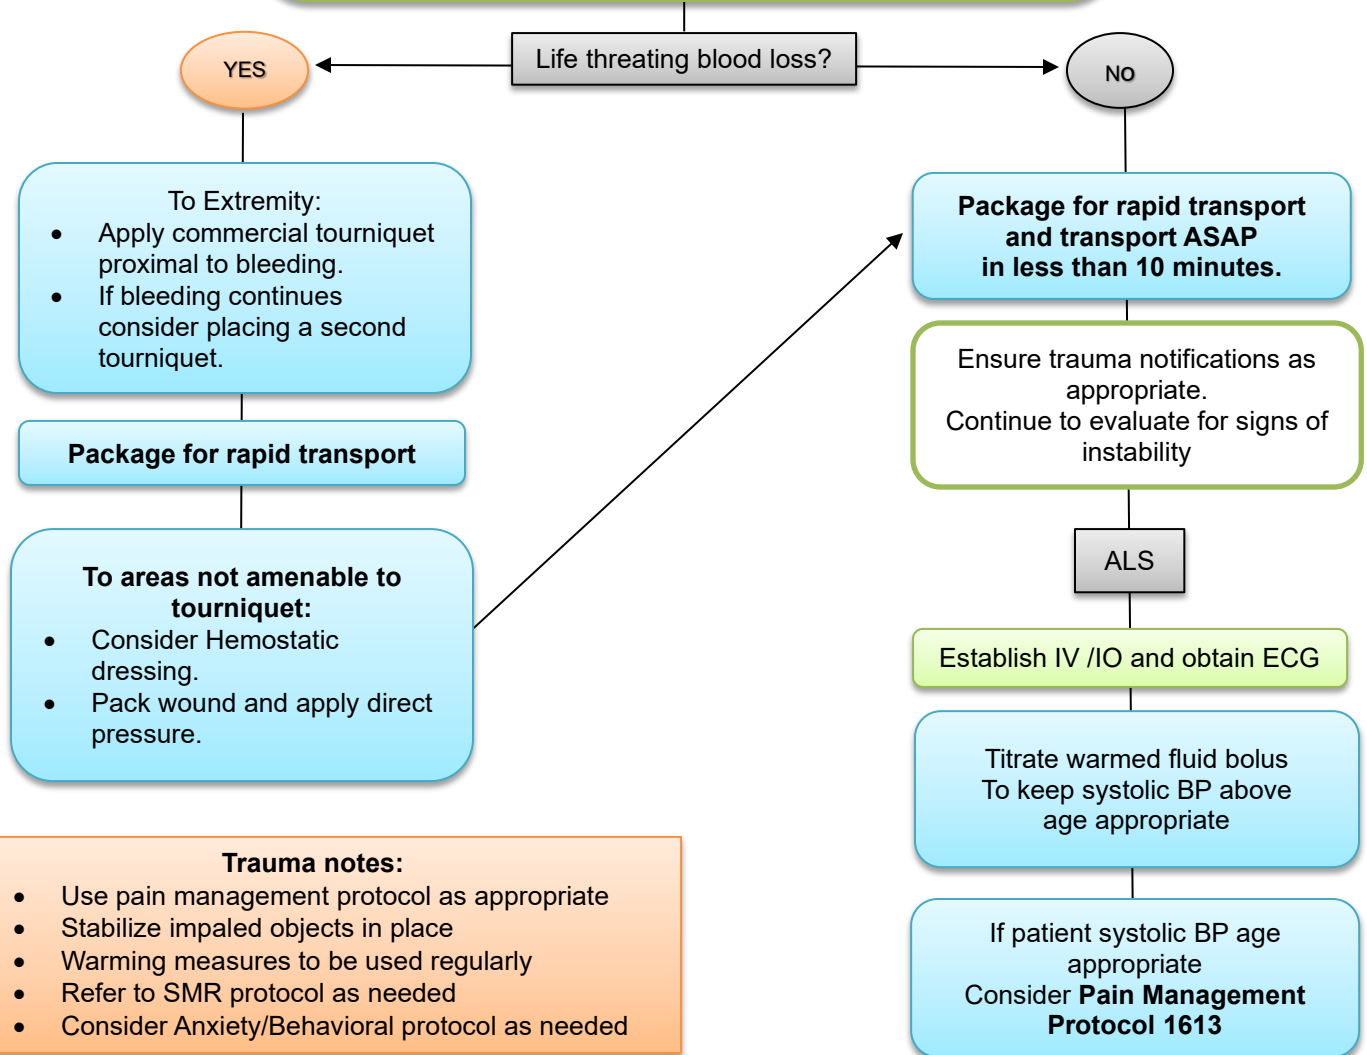 Life threating blood loss?
YES
NO
To Extremity:
• Apply commercial tourniquet
proximal to bleeding.
• If bleeding continues
consider placing a second
tourniquet.
Package for rapid transport
To areas not amenable to
tourniquet:
• Consider Hemostatic
dressing.
• Pack wound and apply direct
pressure.
Package for rapid transport
and transport ASAP
in less than 10 minutes.
Ensure trauma notifications as
appropriate.
Continue to evaluate for signs of
instability
ALS
Establish IV /IO and obtain ECG
Titrate warmed fluid bolus
To keep systolic BP above
age appropriate
If patient systolic BP age
appropriate
Consider Pain Management
Protocol 1613
Trauma notes:
• Use pain management protocol as appropriate
• Stabilize impaled objects in place
• Warming measures to be used regularly
• Refer to SMR protocol as needed
• Consider Anxiety/Behavioral protocol as needed